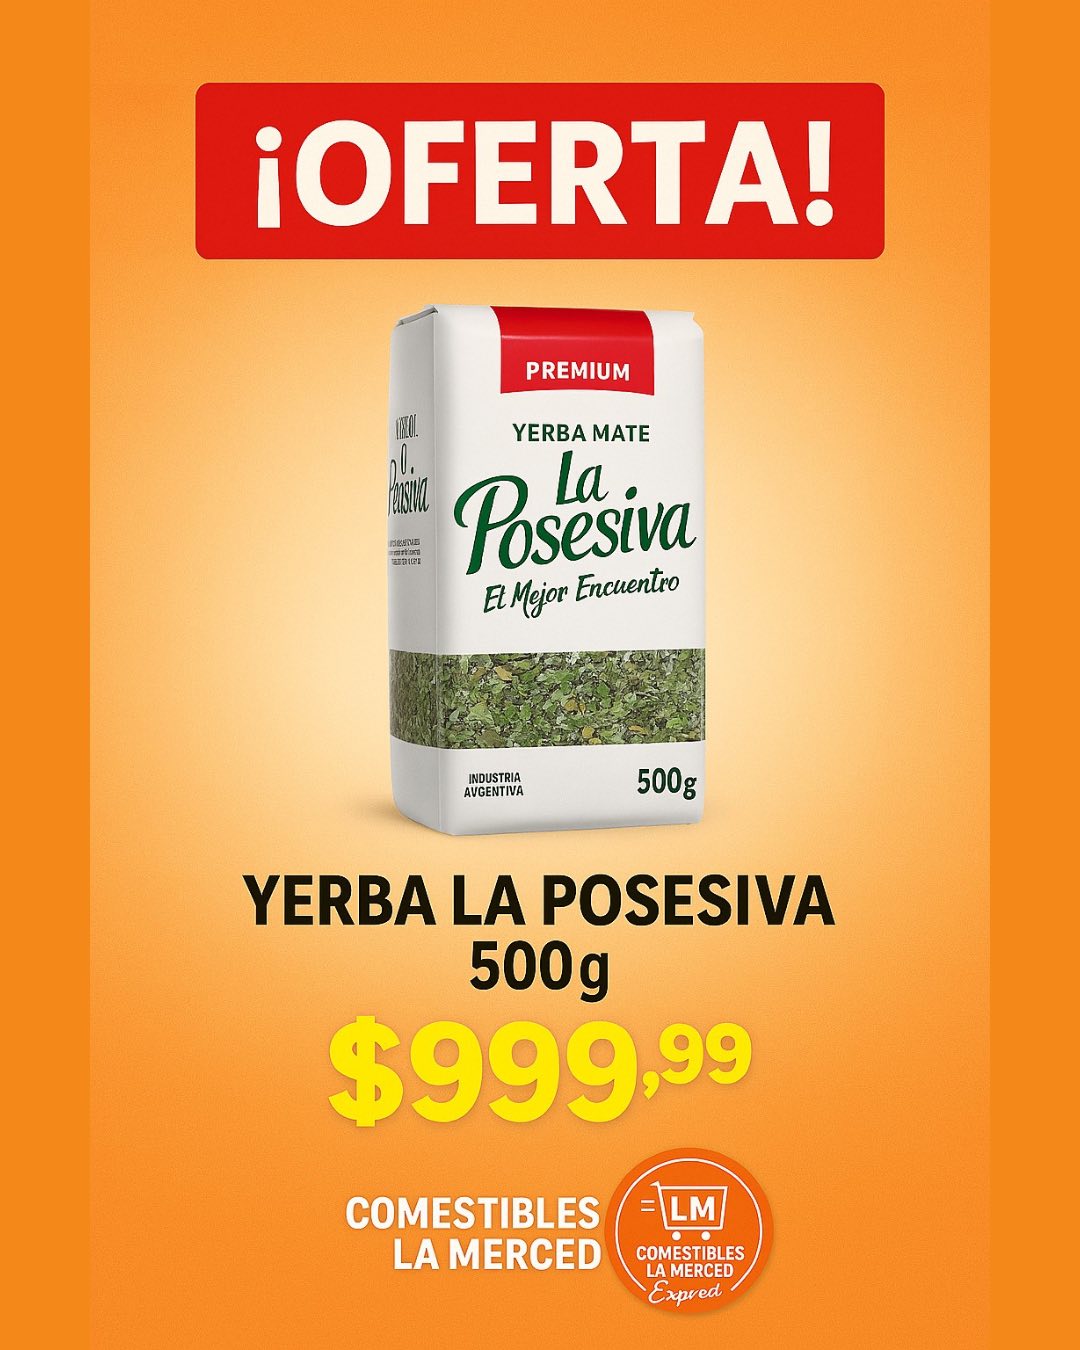 ¡OFERTA!
PREMIUM
YERBA MATE
La
Posesiva
El Mejor Encuentro
INDUSTRIA
AVGENTIVA
500g
YERBA LA POSESIVA
500g
$999,99
COMESTIBLES
LA MERCED
LM
COMESTIBLES
LA MERCED
Expred